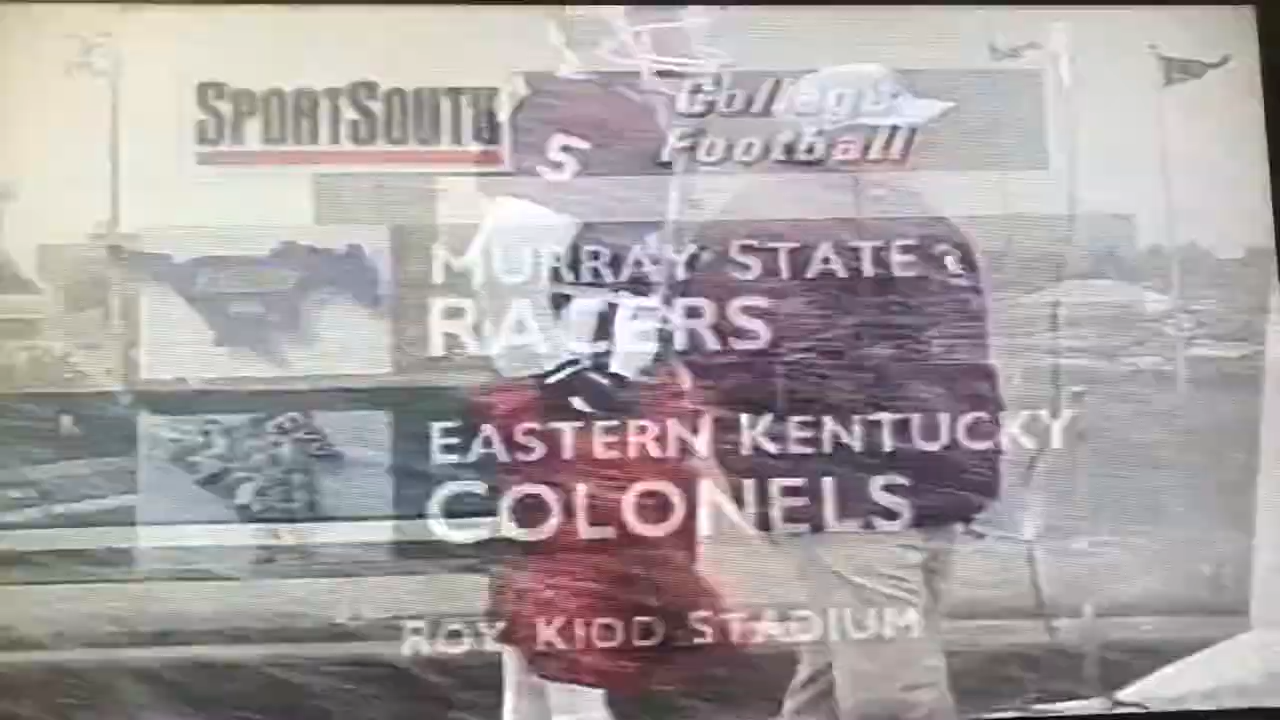 SPORTSOUTH
College
Football
5
MURRAY STATE
RACERS
EASTERN KENTUCKY
COLONELS
ROY KIDD STADIUM